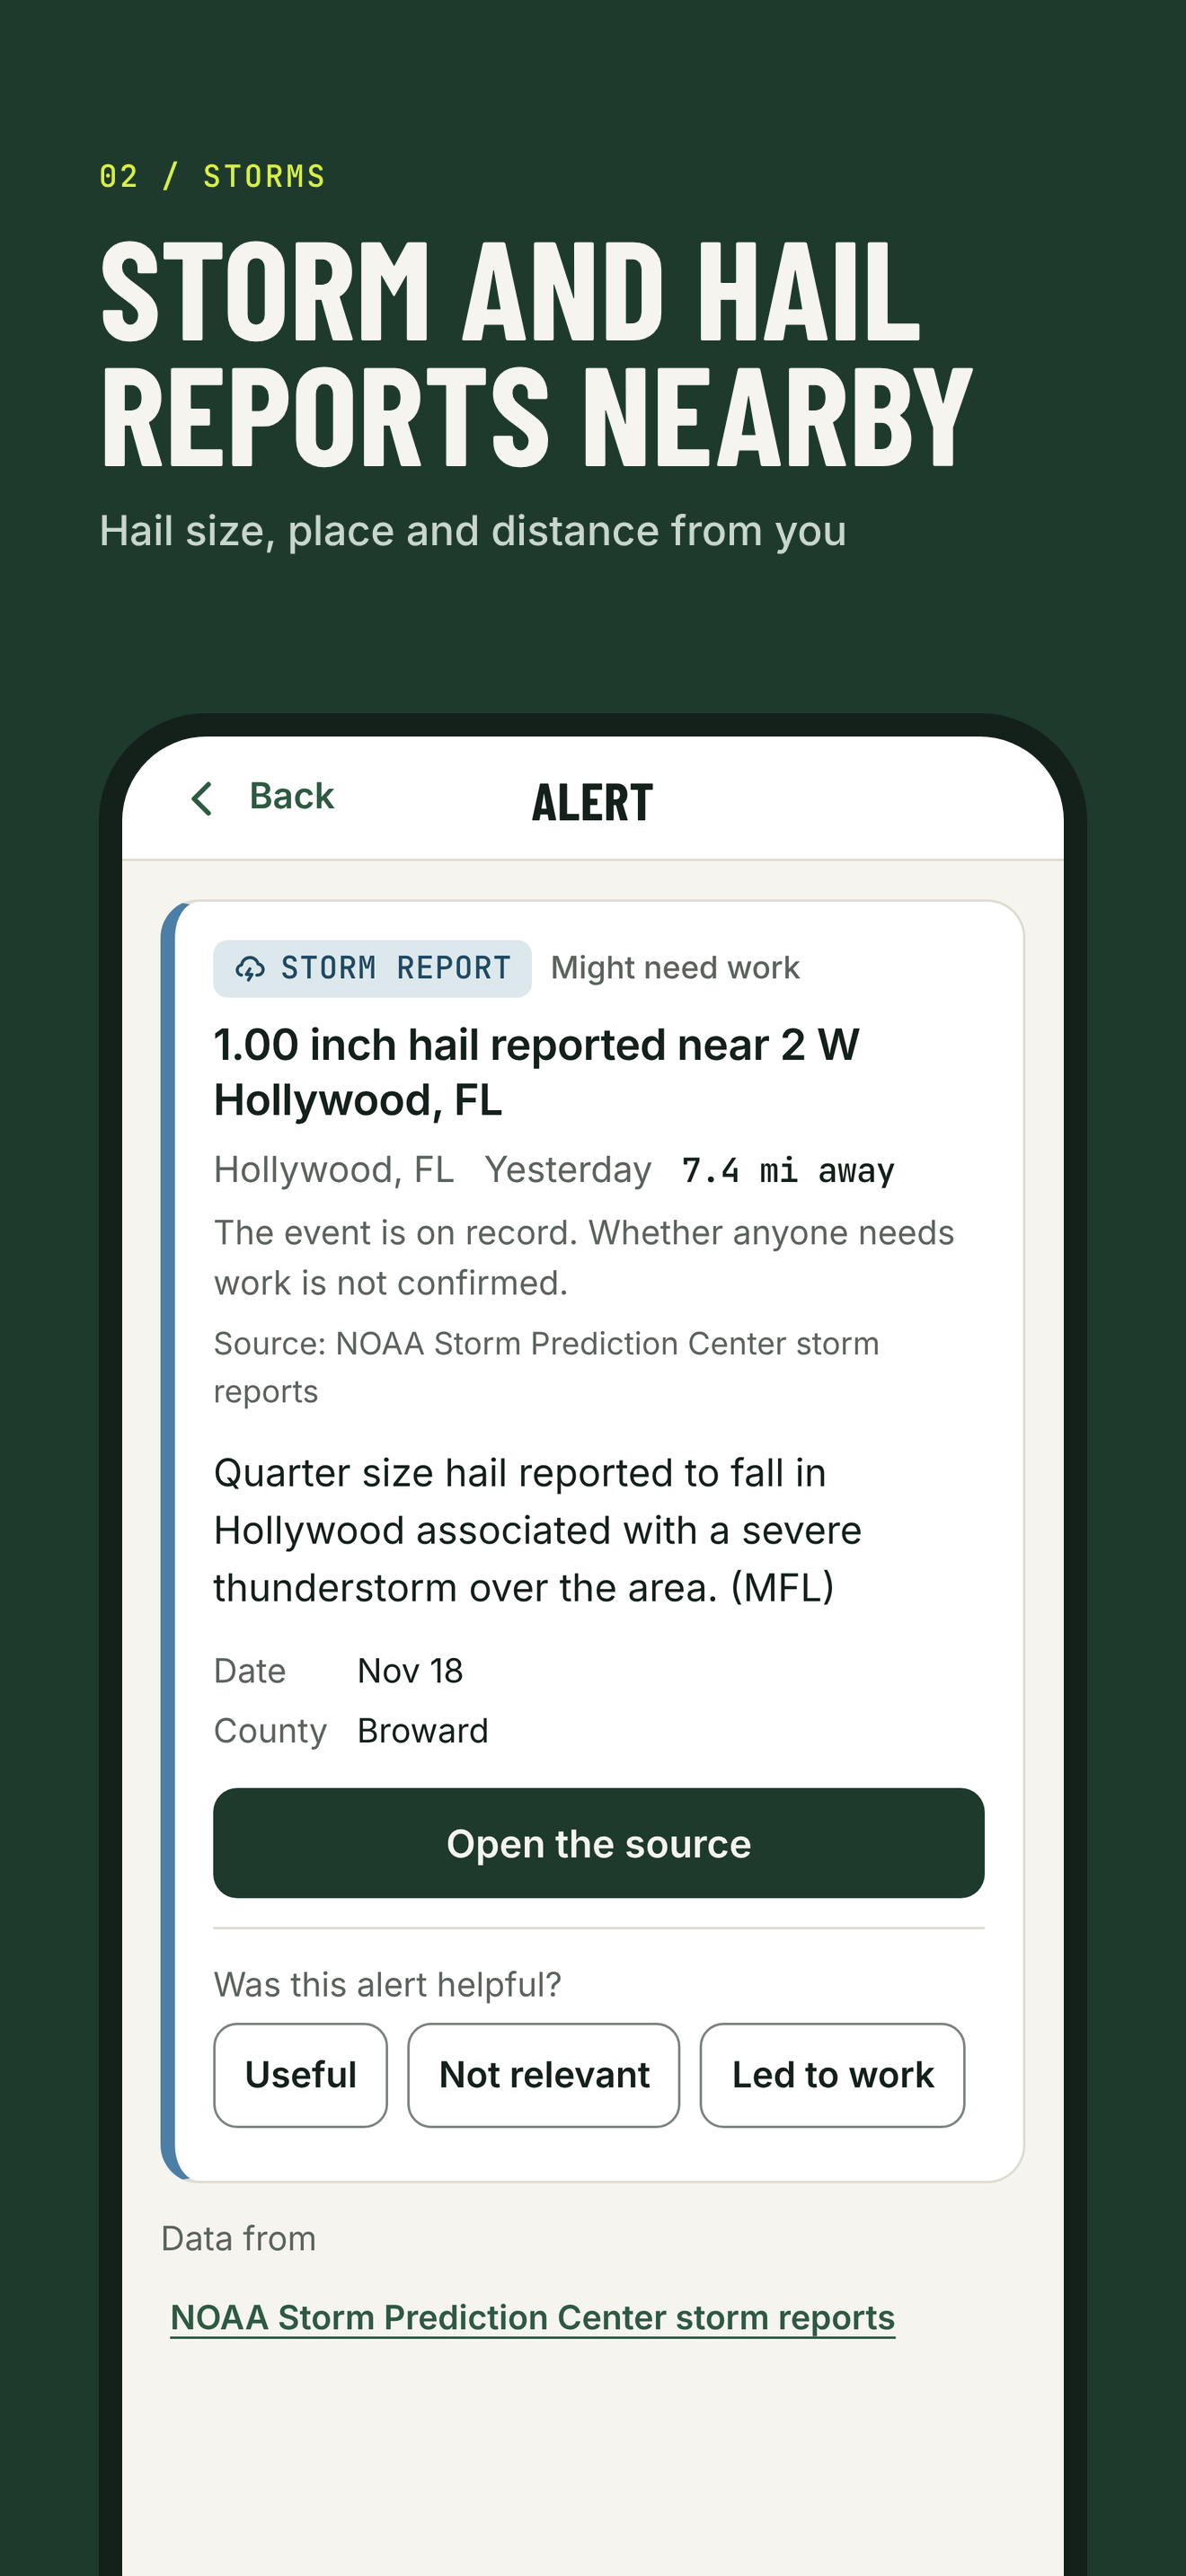 02 / STORMS
STORM AND HAIL
REPORTS NEARBY
Hail size, place and distance from you
Back
ALERT
STORM REPORT
Might need work
1.00 inch hail reported near 2 W
Hollywood, FL
Hollywood, FL Yesterday 7.4 mi away
The event is on record. Whether anyone needs
work is not confirmed.
Source: NOAA Storm Prediction Center storm
reports
Quarter size hail reported to fall in
Hollywood associated with a severe
thunderstorm over the area. (MFL)
Date Nov 18
County Broward
Open the source
Was this alert helpful?
Useful
Not relevant
Led to work
Data from
NOAA Storm Prediction Center storm reports